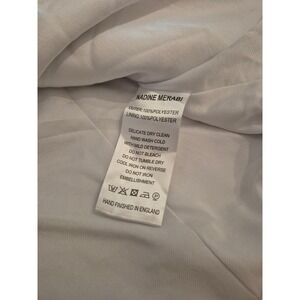 NADINE MERABI
OUTER:100%POLYESTER
LINING:100%POLYESTER
DELICATE DRY CLEAN
HAND WASH COLD
WITH MILD DETERGENT
DO NOT BLEACH
DO NOT TUMBLE DRY
COOL IRON ON REVERSE
DO NOT IRON
EMBELLISHMENT
HAND FINISHED IN ENGLAND